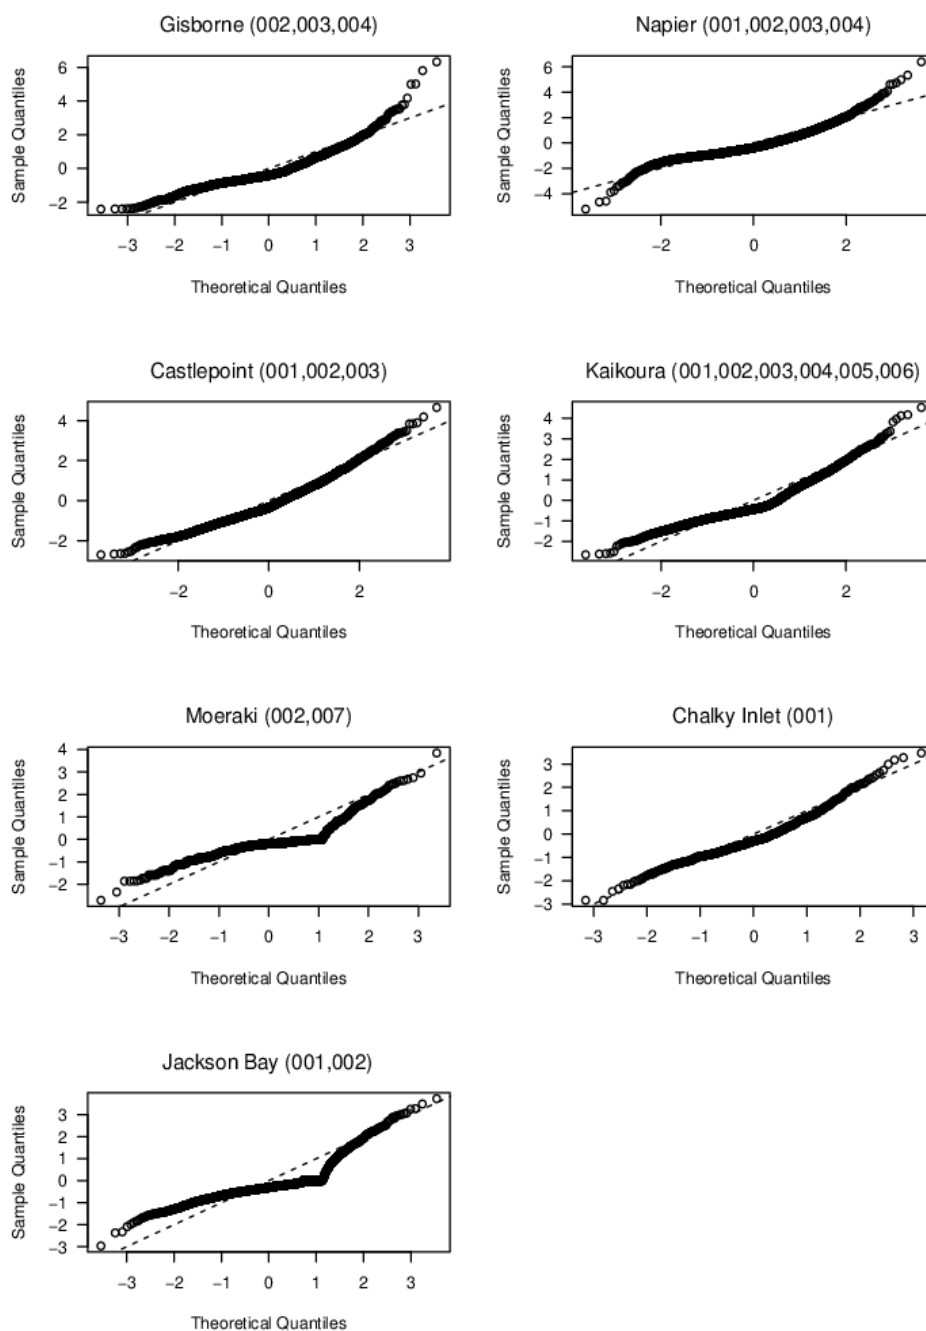 Gisborne (002,003,004)
Sample Quantiles
6
4
2
0
−2
−3 −2 −1 0 1 2 3
Theoretical Quantiles
Napier (001,002,003,004)
Sample Quantiles
6
4
2
0
−2
−4
−2 0 2
Theoretical Quantiles
Castlepoint (001,002,003)
Sample Quantiles
4
2
0
−2
−2 0 2
Theoretical Quantiles
Kaikoura (001,002,003,004,005,006)
Sample Quantiles
4
3
2
1
0
−1
−2
−2 0 2
Theoretical Quantiles
Moeraki (002,007)
Sample Quantiles
4
3
2
1
0
−1
−2
−3 −2 −1 0 1 2 3
Theoretical Quantiles
Chalky Inlet (001)
Sample Quantiles
3
2
1
0
−1
−2
−3
−3 −2 −1 0 1 2 3
Theoretical Quantiles
Jackson Bay (001,002)
Sample Quantiles
3
2
1
0
−1
−2
−3
−3 −2 −1 0 1 2 3
Theoretical Quantiles